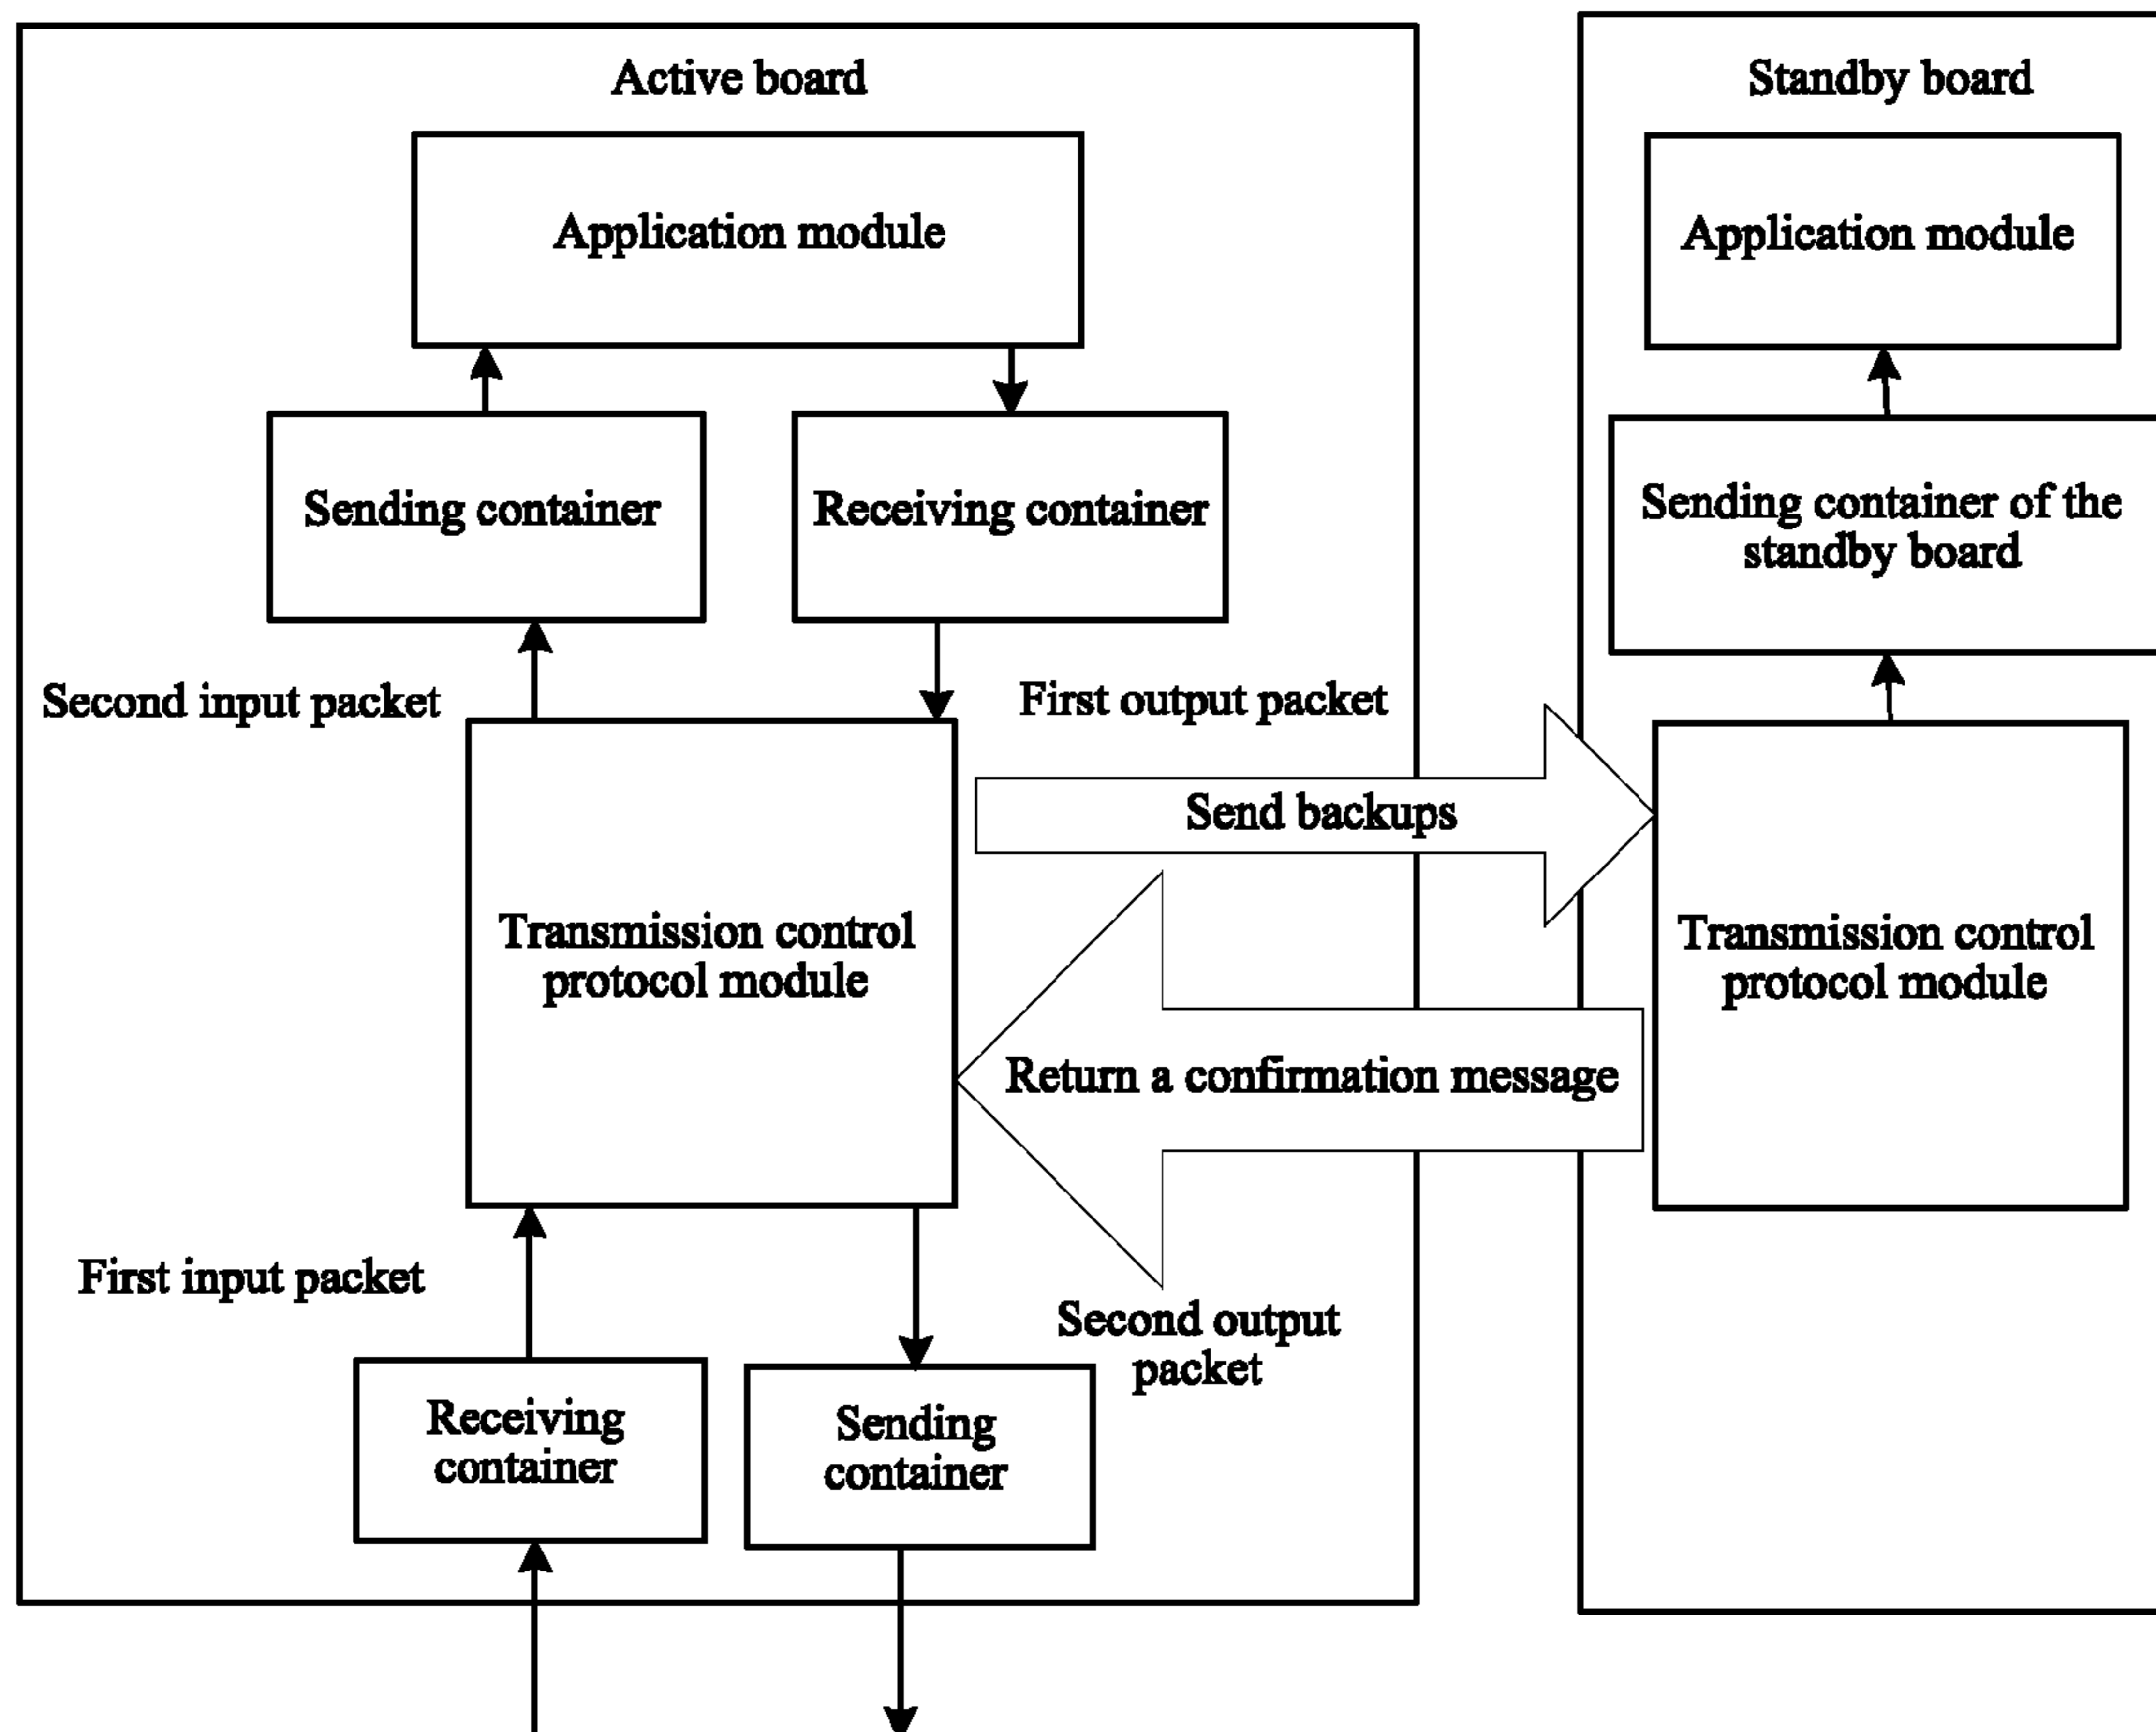 Active board
Application module
Sending container
Receiving container
Second input packet
First output packet
Transmission control
protocol module
First input packet
Second output
packet
Receiving
container
Sending
container
Send backups
Return a confirmation message
Standby board
Application module
Sending container of the
standby board
Transmission control
protocol module